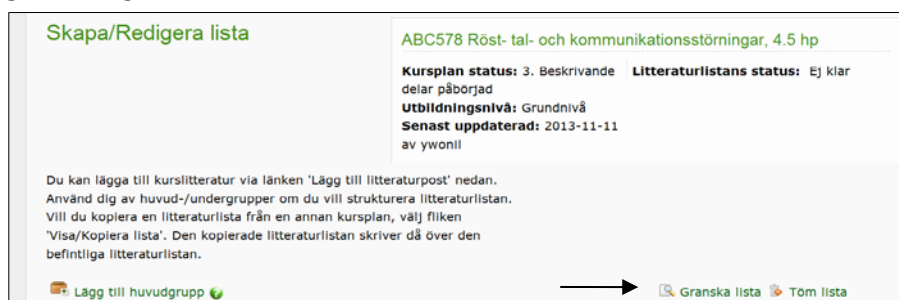 Skapa/Redigera lista
ABC578 Röst- tal- och kommunikationsstörningar, 4.5 hp
Kursplan status: 3. Beskrivande delar påbörjad
Litteraturlistans status: Ej klar
Utbildningsnivå: Grundnivå
Senast uppdaterad: 2013-11-11
av ywonil
Du kan lägga till kurslitteratur via länken 'Lägg till litteraturpost' nedan.
Använd dig av huvud-/undergrupper om du vill strukturera litteraturlistan.
Vill du kopiera en litteraturlista från en annan kursplan, välj fliken
'Visa/Kopiera lista'. Den kopierade litteraturlistan skriver då över den
befintliga litteraturlistan.
Lägg till huvudgrupp
Granska lista Töm lista